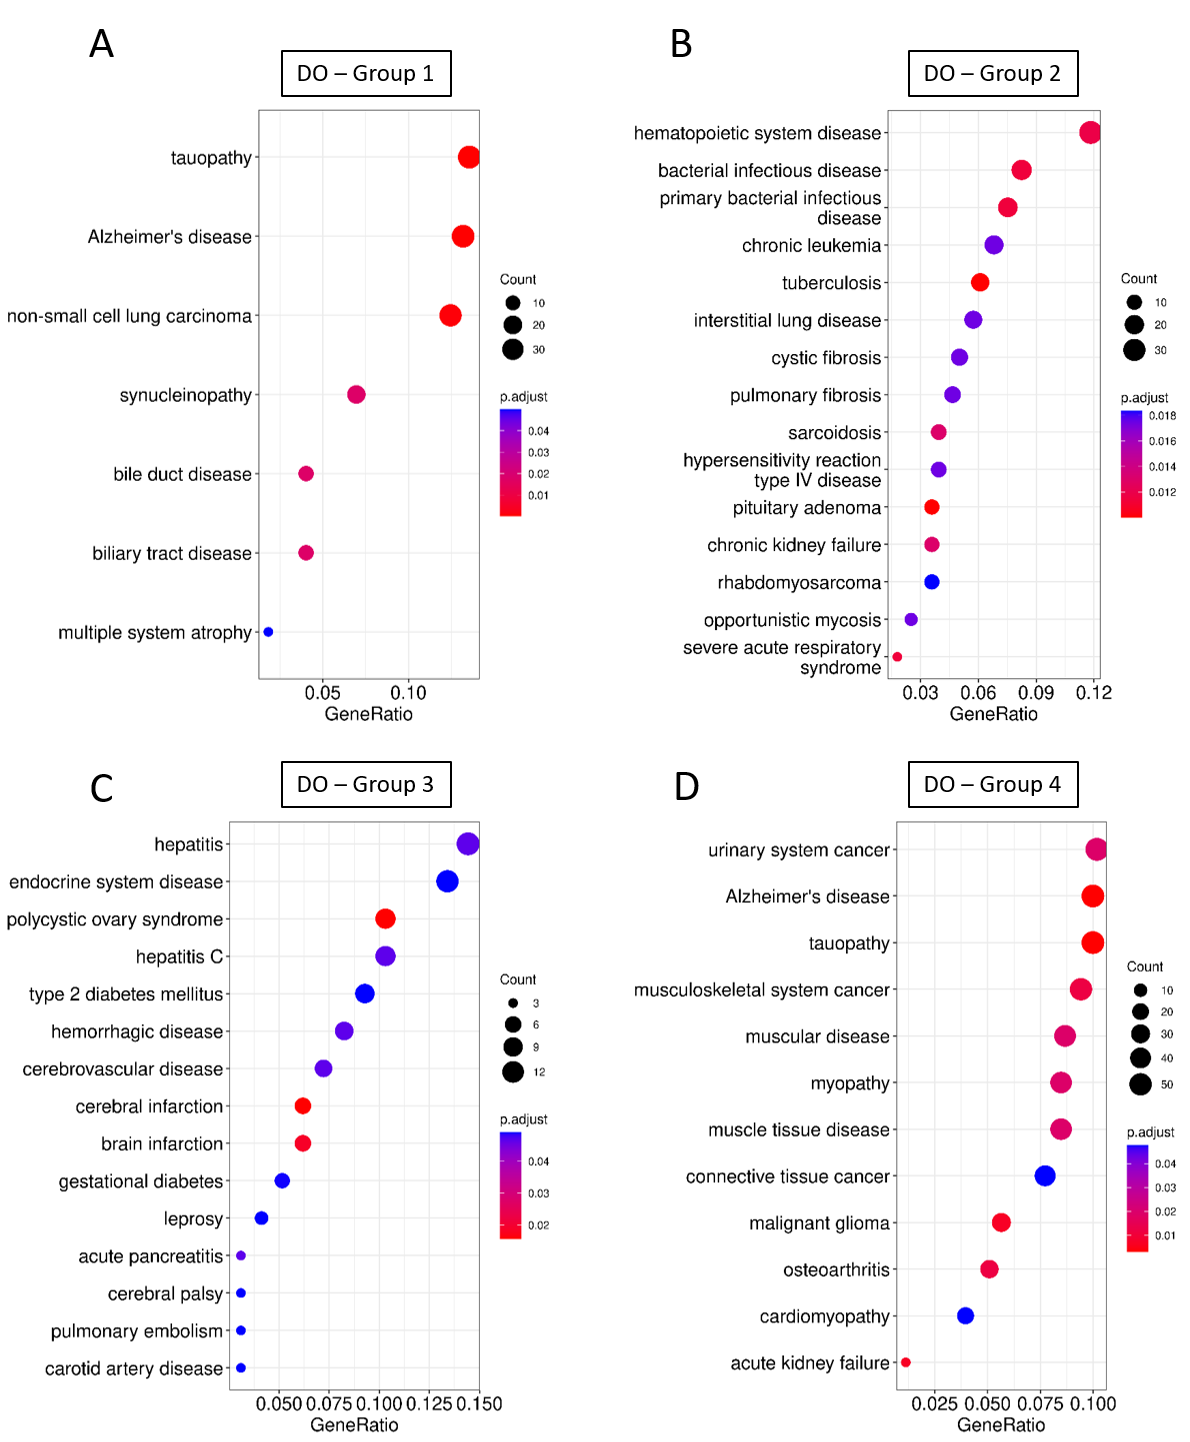 A
DO – Group 1
tauopathy
Alzheimer's disease
non-small cell lung carcinoma
synucleinopathy
bile duct disease
biliary tract disease
multiple system atrophy
0.05 0.10
GeneRatio
Count
10
20
30
p.adjust
0.04
0.03
0.02
0.01
B
DO – Group 2
hematopoietic system disease
bacterial infectious disease
primary bacterial infectious
disease
chronic leukemia
tuberculosis
interstitial lung disease
cystic fibrosis
pulmonary fibrosis
sarcoidosis
hypersensitivity reaction
type IV disease
pituitary adenoma
chronic kidney failure
rhabdomyosarcoma
opportunistic mycosis
severe acute respiratory
syndrome
0.03 0.06 0.09 0.12
GeneRatio
Count
10
20
30
p.adjust
0.018
0.016
0.014
0.012
C
DO – Group 3
hepatitis
endocrine system disease
polycystic ovary syndrome
hepatitis C
type 2 diabetes mellitus
hemorrhagic disease
cerebrovascular disease
cerebral infarction
brain infarction
gestational diabetes
leprosy
acute pancreatitis
cerebral palsy
pulmonary embolism
carotid artery disease
0.050 0.075 0.100 0.125 0.150
GeneRatio
Count
3
6
9
12
p.adjust
0.04
0.03
0.02
D
DO – Group 4
urinary system cancer
Alzheimer's disease
tauopathy
musculoskeletal system cancer
muscular disease
myopathy
muscle tissue disease
connective tissue cancer
malignant glioma
osteoarthritis
cardiomyopathy
acute kidney failure
0.025 0.050 0.075 0.100
GeneRatio
Count
10
20
30
40
50
p.adjust
0.04
0.03
0.02
0.01